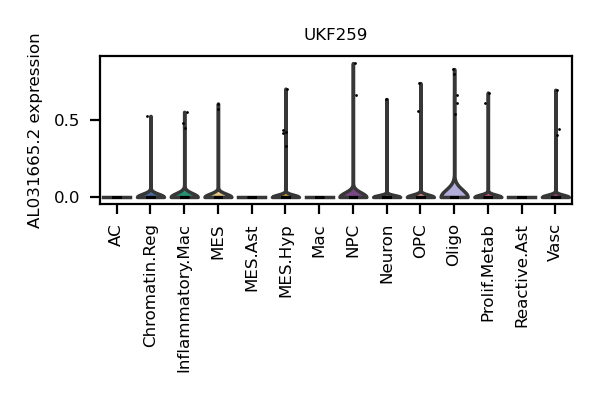 UKF259
AL031665.2 expression
0.5
0.0
AC
Chromatin.Reg
Inflammatory.Mac
MES
MES.Ast
MES.Hyp
Mac
NPC
Neuron
OPC
Oligo
Prolif.Metab
Reactive.Ast
Vasc